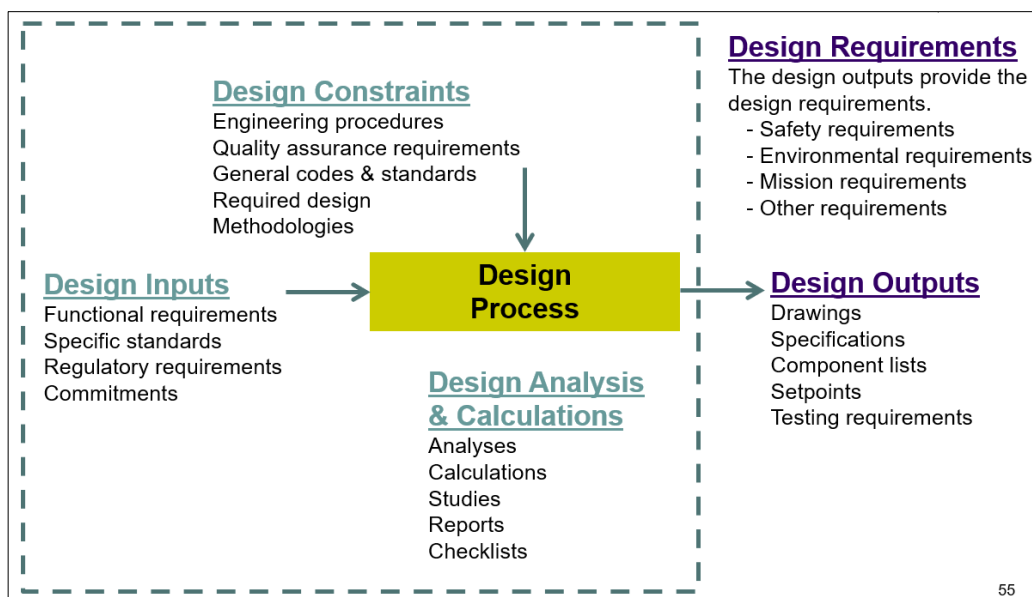 Design Constraints
Engineering procedures
Quality assurance requirements
General codes & standards
Required design
Methodologies
Design Inputs
Functional requirements
Specific standards
Regulatory requirements
Commitments
Design
Process
Design Analysis
& Calculations
Analyses
Calculations
Studies
Reports
Checklists
Design Requirements
The design outputs provide the
design requirements.
- Safety requirements
- Environmental requirements
- Mission requirements
- Other requirements
Design Outputs
Drawings
Specifications
Component lists
Setpoints
Testing requirements
55